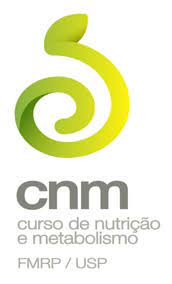 cnm
curso de nutrição
e metabolismo
FMRP / USP